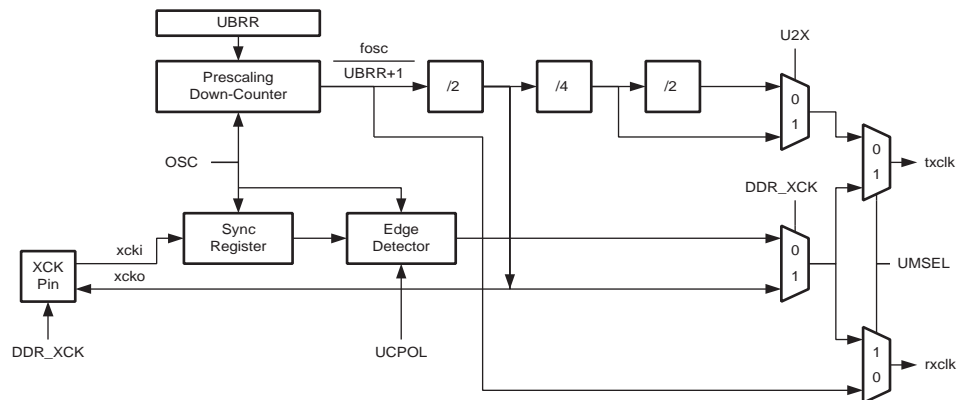 UBRR
fosc
U2X
Prescaling
Down-Counter
UBRR+1
/2
/4
/2
0
1
OSC
0
1
txclk
DDR_XCK
Sync
Register
Edge
Detector
xcki
0
1
XCK
Pin
xcko
UMSEL
DDR_XCK
UCPOL
1
0
rxclk